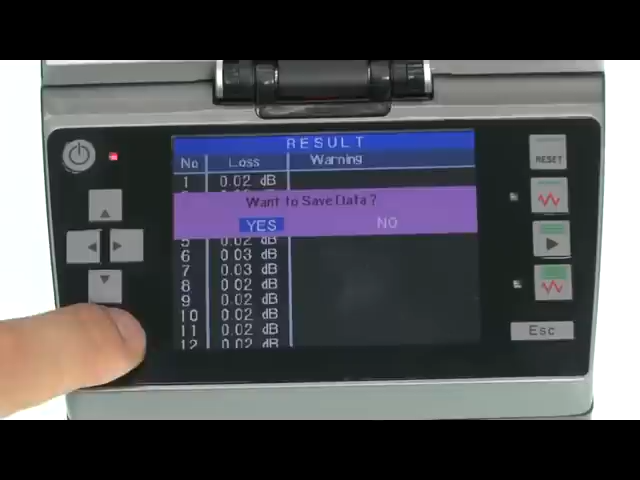 RESULT
No Loss Warning
1 0.02 dB
Want to Save Data?
YES NO
5 0.02 dB
6 0.03 dB
7 0.03 dB
8 0.02 dB
9 0.02 dB
10 0.02 dB
11 0.02 dB
12 0.02 dB
RESET
Esc